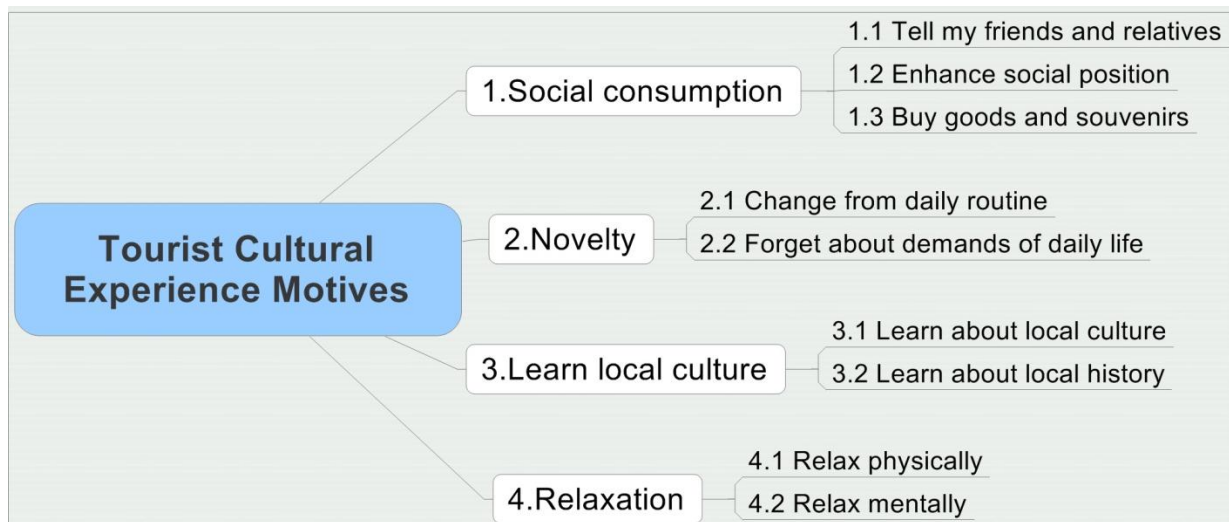 Tourist Cultural
Experience Motives
1.Social consumption
1.1 Tell my friends and relatives
1.2 Enhance social position
1.3 Buy goods and souvenirs
2.Novelty
2.1 Change from daily routine
2.2 Forget about demands of daily life
3.Learn local culture
3.1 Learn about local culture
3.2 Learn about local history
4.Relaxation
4.1 Relax physically
4.2 Relax mentally